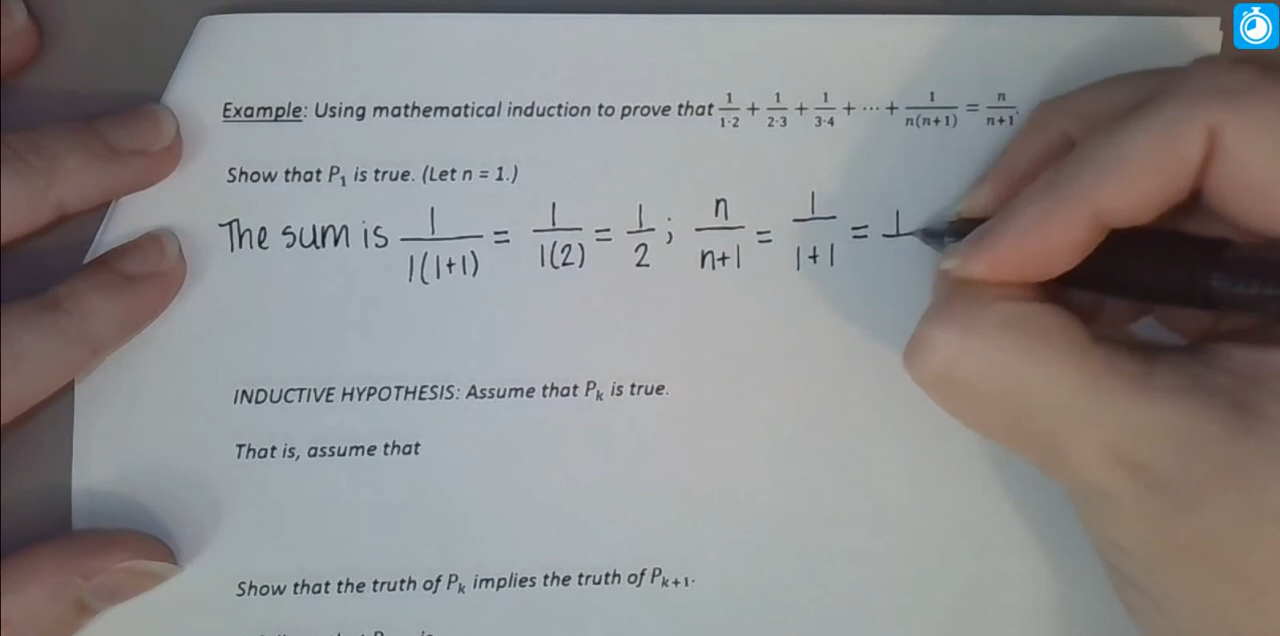 Example: Using mathematical induction to prove that 1/(1·2) + 1/(2·3) + 1/(3·4) + ⋯ + 1/(n(n+1)) = n/(n+1).
Show that P₁ is true. (Let n = 1.)
The sum is 1/(1(1+1)) = 1/(1(2)) = 1/2 ; n/(n+1) = 1/(1+1) = 1
INDUCTIVE HYPOTHESIS: Assume that Pₖ is true.
That is, assume that
Show that the truth of Pₖ implies the truth of Pₖ₊₁.